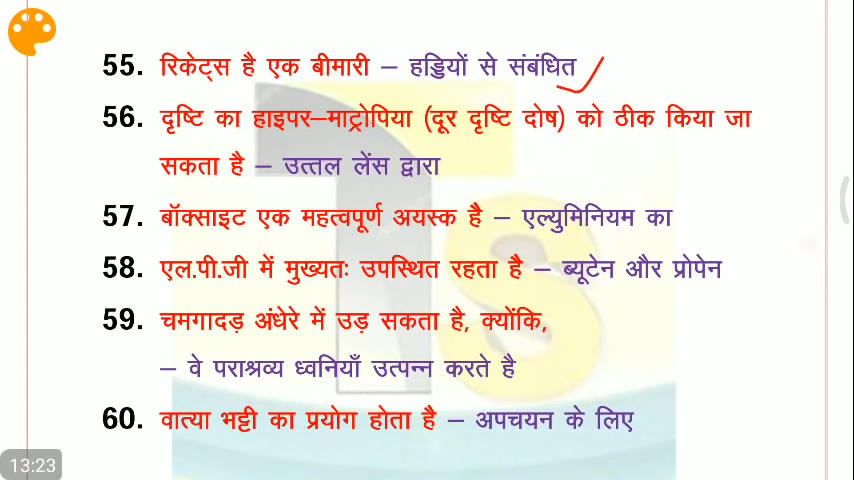 55. रिकेट्स है एक बीमारी – हड्डियों से संबंधित
56. दृष्टि का हाइपर–माट्रोपिया (दूर दृष्टि दोष) को ठीक किया जा
सकता है – उत्तल लेंस द्वारा
57. बॉक्साइट एक महत्वपूर्ण अयस्क है – एल्युमिनियम का
58. एल.पी.जी में मुख्यतः उपस्थित रहता है – ब्यूटेन और प्रोपेन
59. चमगादड़ अंधेरे में उड़ सकता है, क्योंकि,
– वे पराश्रव्य ध्वनियाँ उत्पन्न करते है
60. वात्या भट्टी का प्रयोग होता है – अपचयन के लिए
13:23